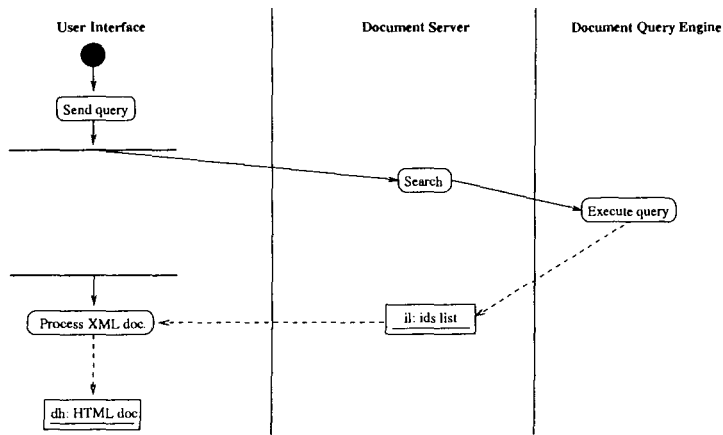 User Interface
Document Server
Document Query Engine
Send query
Search
Execute query
Process XML doc.
il: ids list
dh: HTML doc